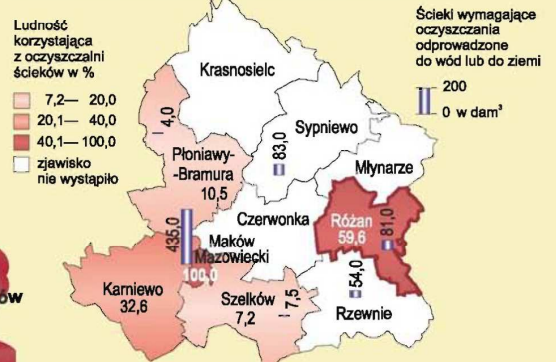 Ludność
korzystająca
z oczyszczalni
ścieków w %
7,2— 20,0
20,1— 40,0
40,1— 100,0
zjawisko
nie wystąpiło
Ścieki wymagające
oczyszczania
odprowadzone
do wód lub do ziemi
200
0 w dam³
Krasnosielc
4,0
Sypniewo
83,0
Płoniawy-
-Bramura
10,5
Młynarze
Czerwonka
Różan
59,6
81,0
435,0
Maków
Mazowiecki
100,0
Karniewo
32,6
Szelków
7,2
7,5
54,0
Rzewnie
ów